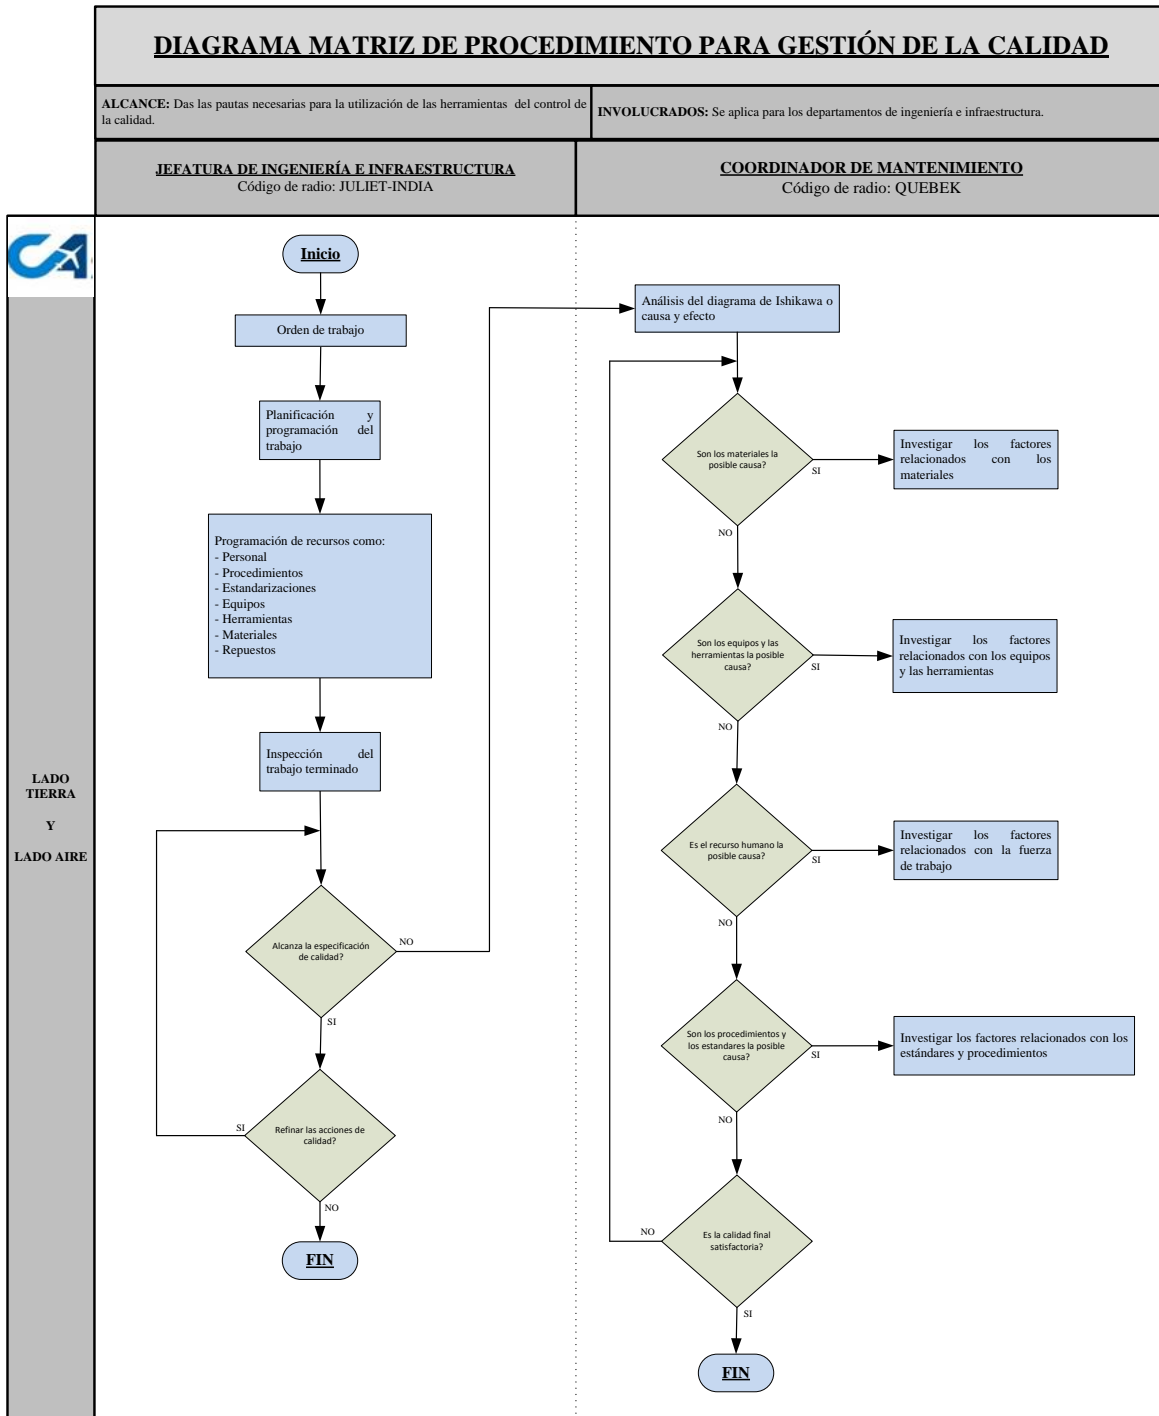 DIAGRAMA MATRIZ DE PROCEDIMIENTO PARA GESTIÓN DE LA CALIDAD
ALCANCE: Das las pautas necesarias para la utilización de las herramientas del control de
la calidad.
INVOLUCRADOS: Se aplica para los departamentos de ingeniería e infraestructura.
JEFATURA DE INGENIERÍA E INFRAESTRUCTURA
Código de radio: JULIET-INDIA
COORDINADOR DE MANTENIMIENTO
Código de radio: QUEBEK
CA
LADO
TIERRA
Y
LADO AIRE
Inicio
Orden de trabajo
Planificación y
programación del
trabajo
Programación de recursos como:
- Personal
- Procedimientos
- Estandarizaciones
- Equipos
- Herramientas
- Materiales
- Repuestos
Inspección del
trabajo terminado
Alcanza la especificación
de calidad?
NO
SI
Refinar las acciones de
calidad?
SI
NO
FIN
Análisis del diagrama de Ishikawa o
causa y efecto
Son los materiales la
posible causa?
SI
Investigar los factores
relacionados con los
materiales
NO
Son los equipos y las
herramientas la posible
causa?
SI
Investigar los factores
relacionados con los equipos
y las herramientas
NO
Es el recurso humano la
posible causa?
SI
Investigar los factores
relacionados con la fuerza
de trabajo
NO
Son los procedimientos y
los estandares la posible
causa?
SI
Investigar los factores relacionados con los
estándares y procedimientos
NO
Es la calidad final
satisfactoria?
NO
SI
FIN